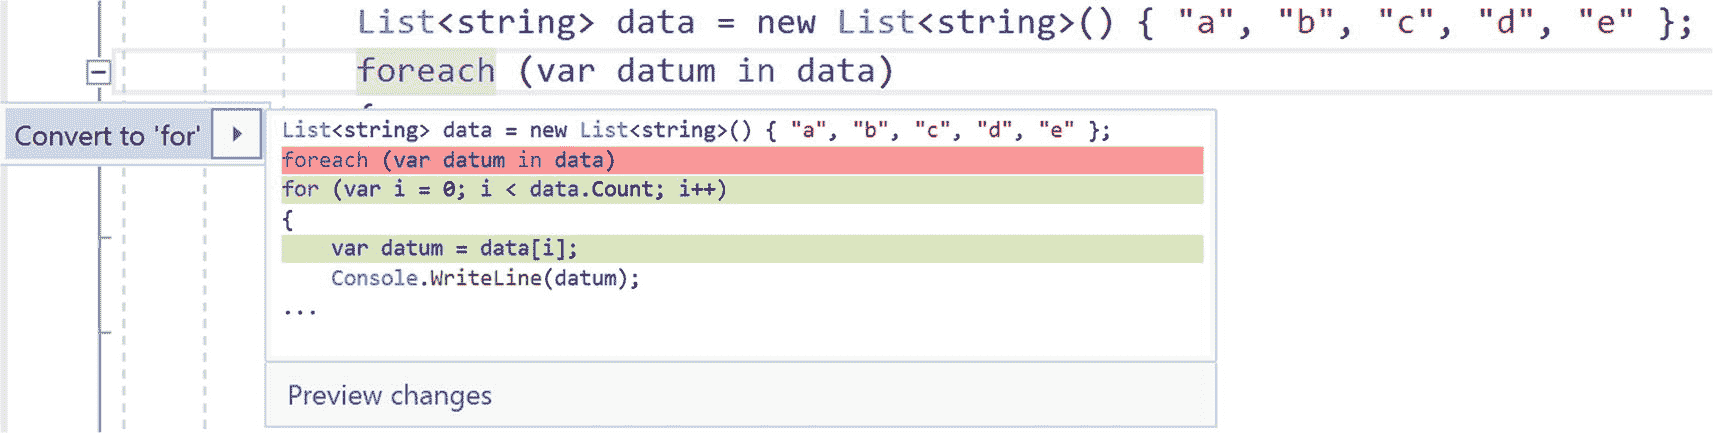 List<string> data = new List<string>() { "a", "b", "c", "d", "e" };
foreach (var datum in data)
Convert to 'for'
List<string> data = new List<string>() { "a", "b", "c", "d", "e" };
foreach (var datum in data)
for (var i = 0; i < data.Count; i++)
{
    var datum = data[i];
    Console.WriteLine(datum);
...
Preview changes